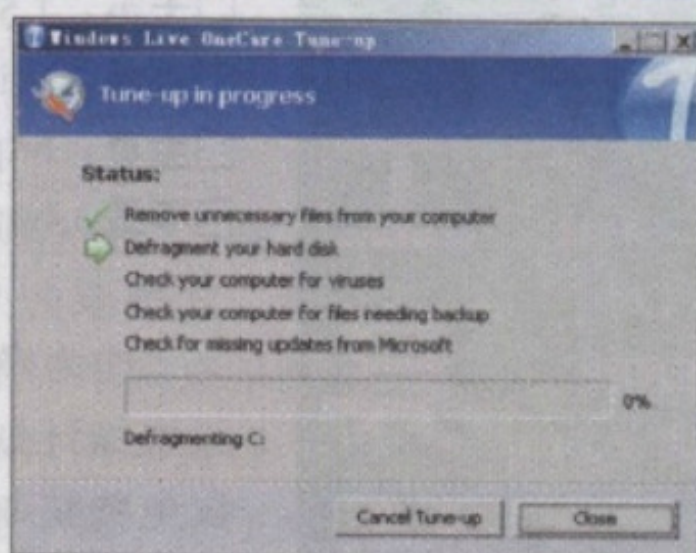 Windows Live OneCare Tune-up
Tune-up in progress
Status:
Remove unnecessary files from your computer
Defragment your hard disk
Check your computer for viruses
Check your computer for files needing backup
Check for missing updates from Microsoft
0%
Defragmenting C:
Cancel Tune-up
Close